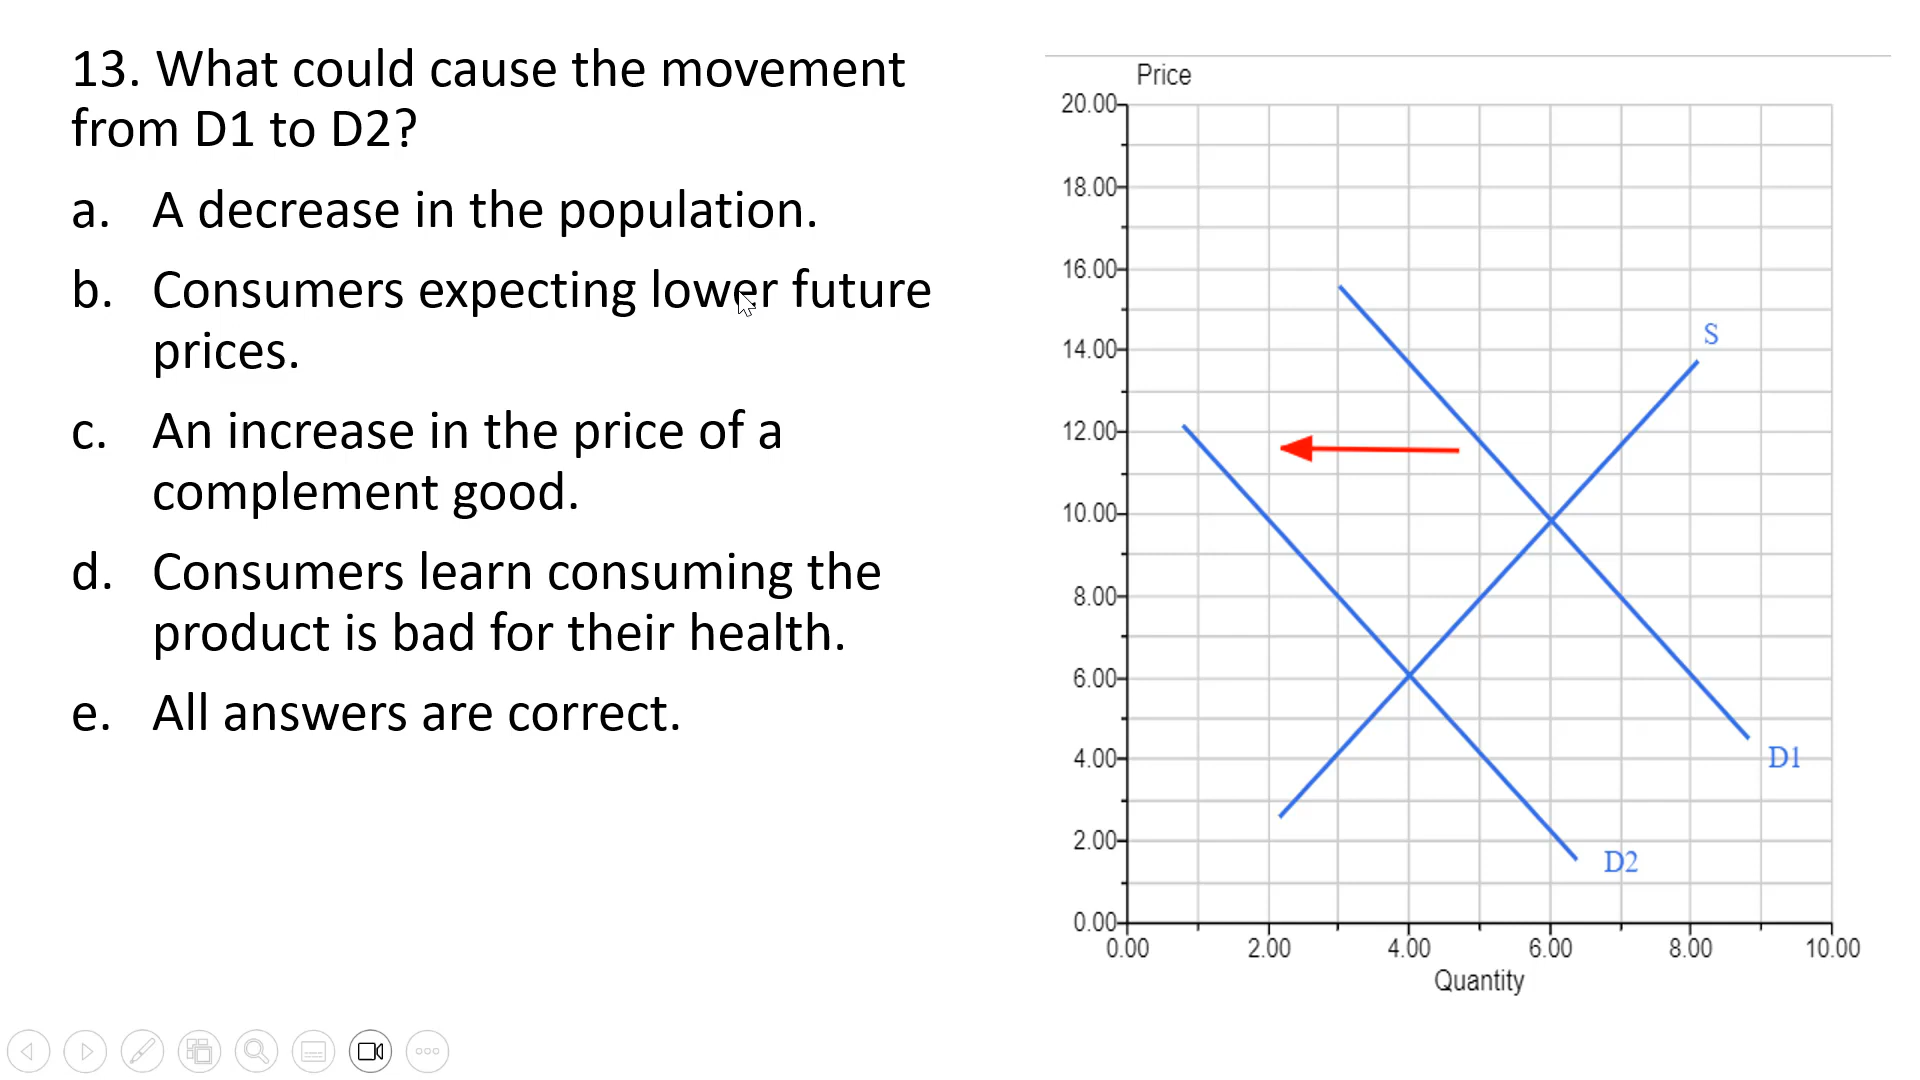 13. What could cause the movement
from D1 to D2?
a. A decrease in the population.
b. Consumers expecting lower future
prices.
c. An increase in the price of a
complement good.
d. Consumers learn consuming the
product is bad for their health.
e. All answers are correct.
Price
20.00
18.00
16.00
14.00
12.00
10.00
8.00
6.00
4.00
2.00
0.00
S
D1
D2
0.00 2.00 4.00 6.00 8.00 10.00
Quantity